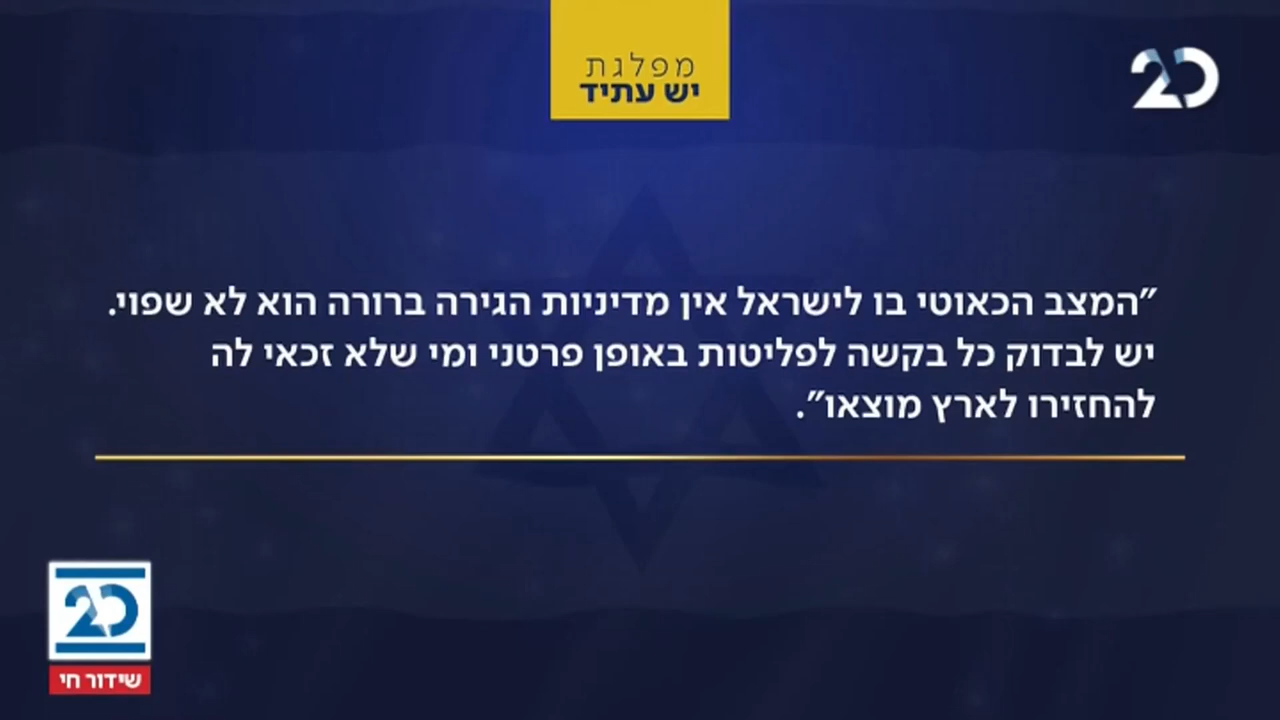 מפלגת
יש עתיד
20
"המצב הכאוטי בו לישראל אין מדיניות הגירה ברורה הוא לא שפוי.
יש לבדוק כל בקשה לפליטות באופן פרטני ומי שלא זכאי לה
להחזירו לארץ מוצאו".
20
שידור חי